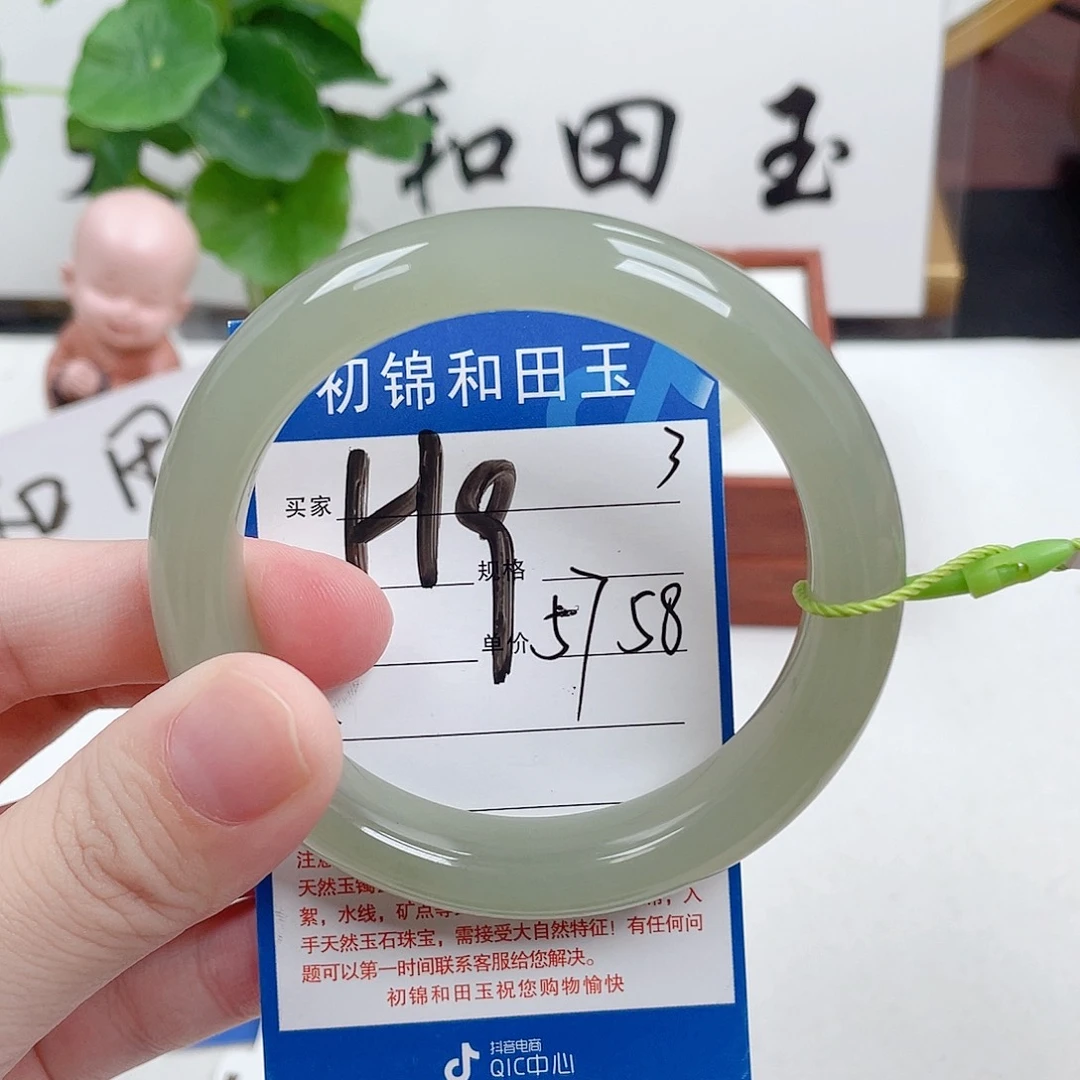 和田玉
和田
初锦和田玉
3
买家
H9
规格
单价 57 58
注意
天然玉镯
絮，水线，矿点等 入
手天然玉石珠宝，需接受大自然特征！有任何问
题可以第一时间联系客服给您解决。
初锦和田玉祝您购物愉快
抖音电商
QIC中心